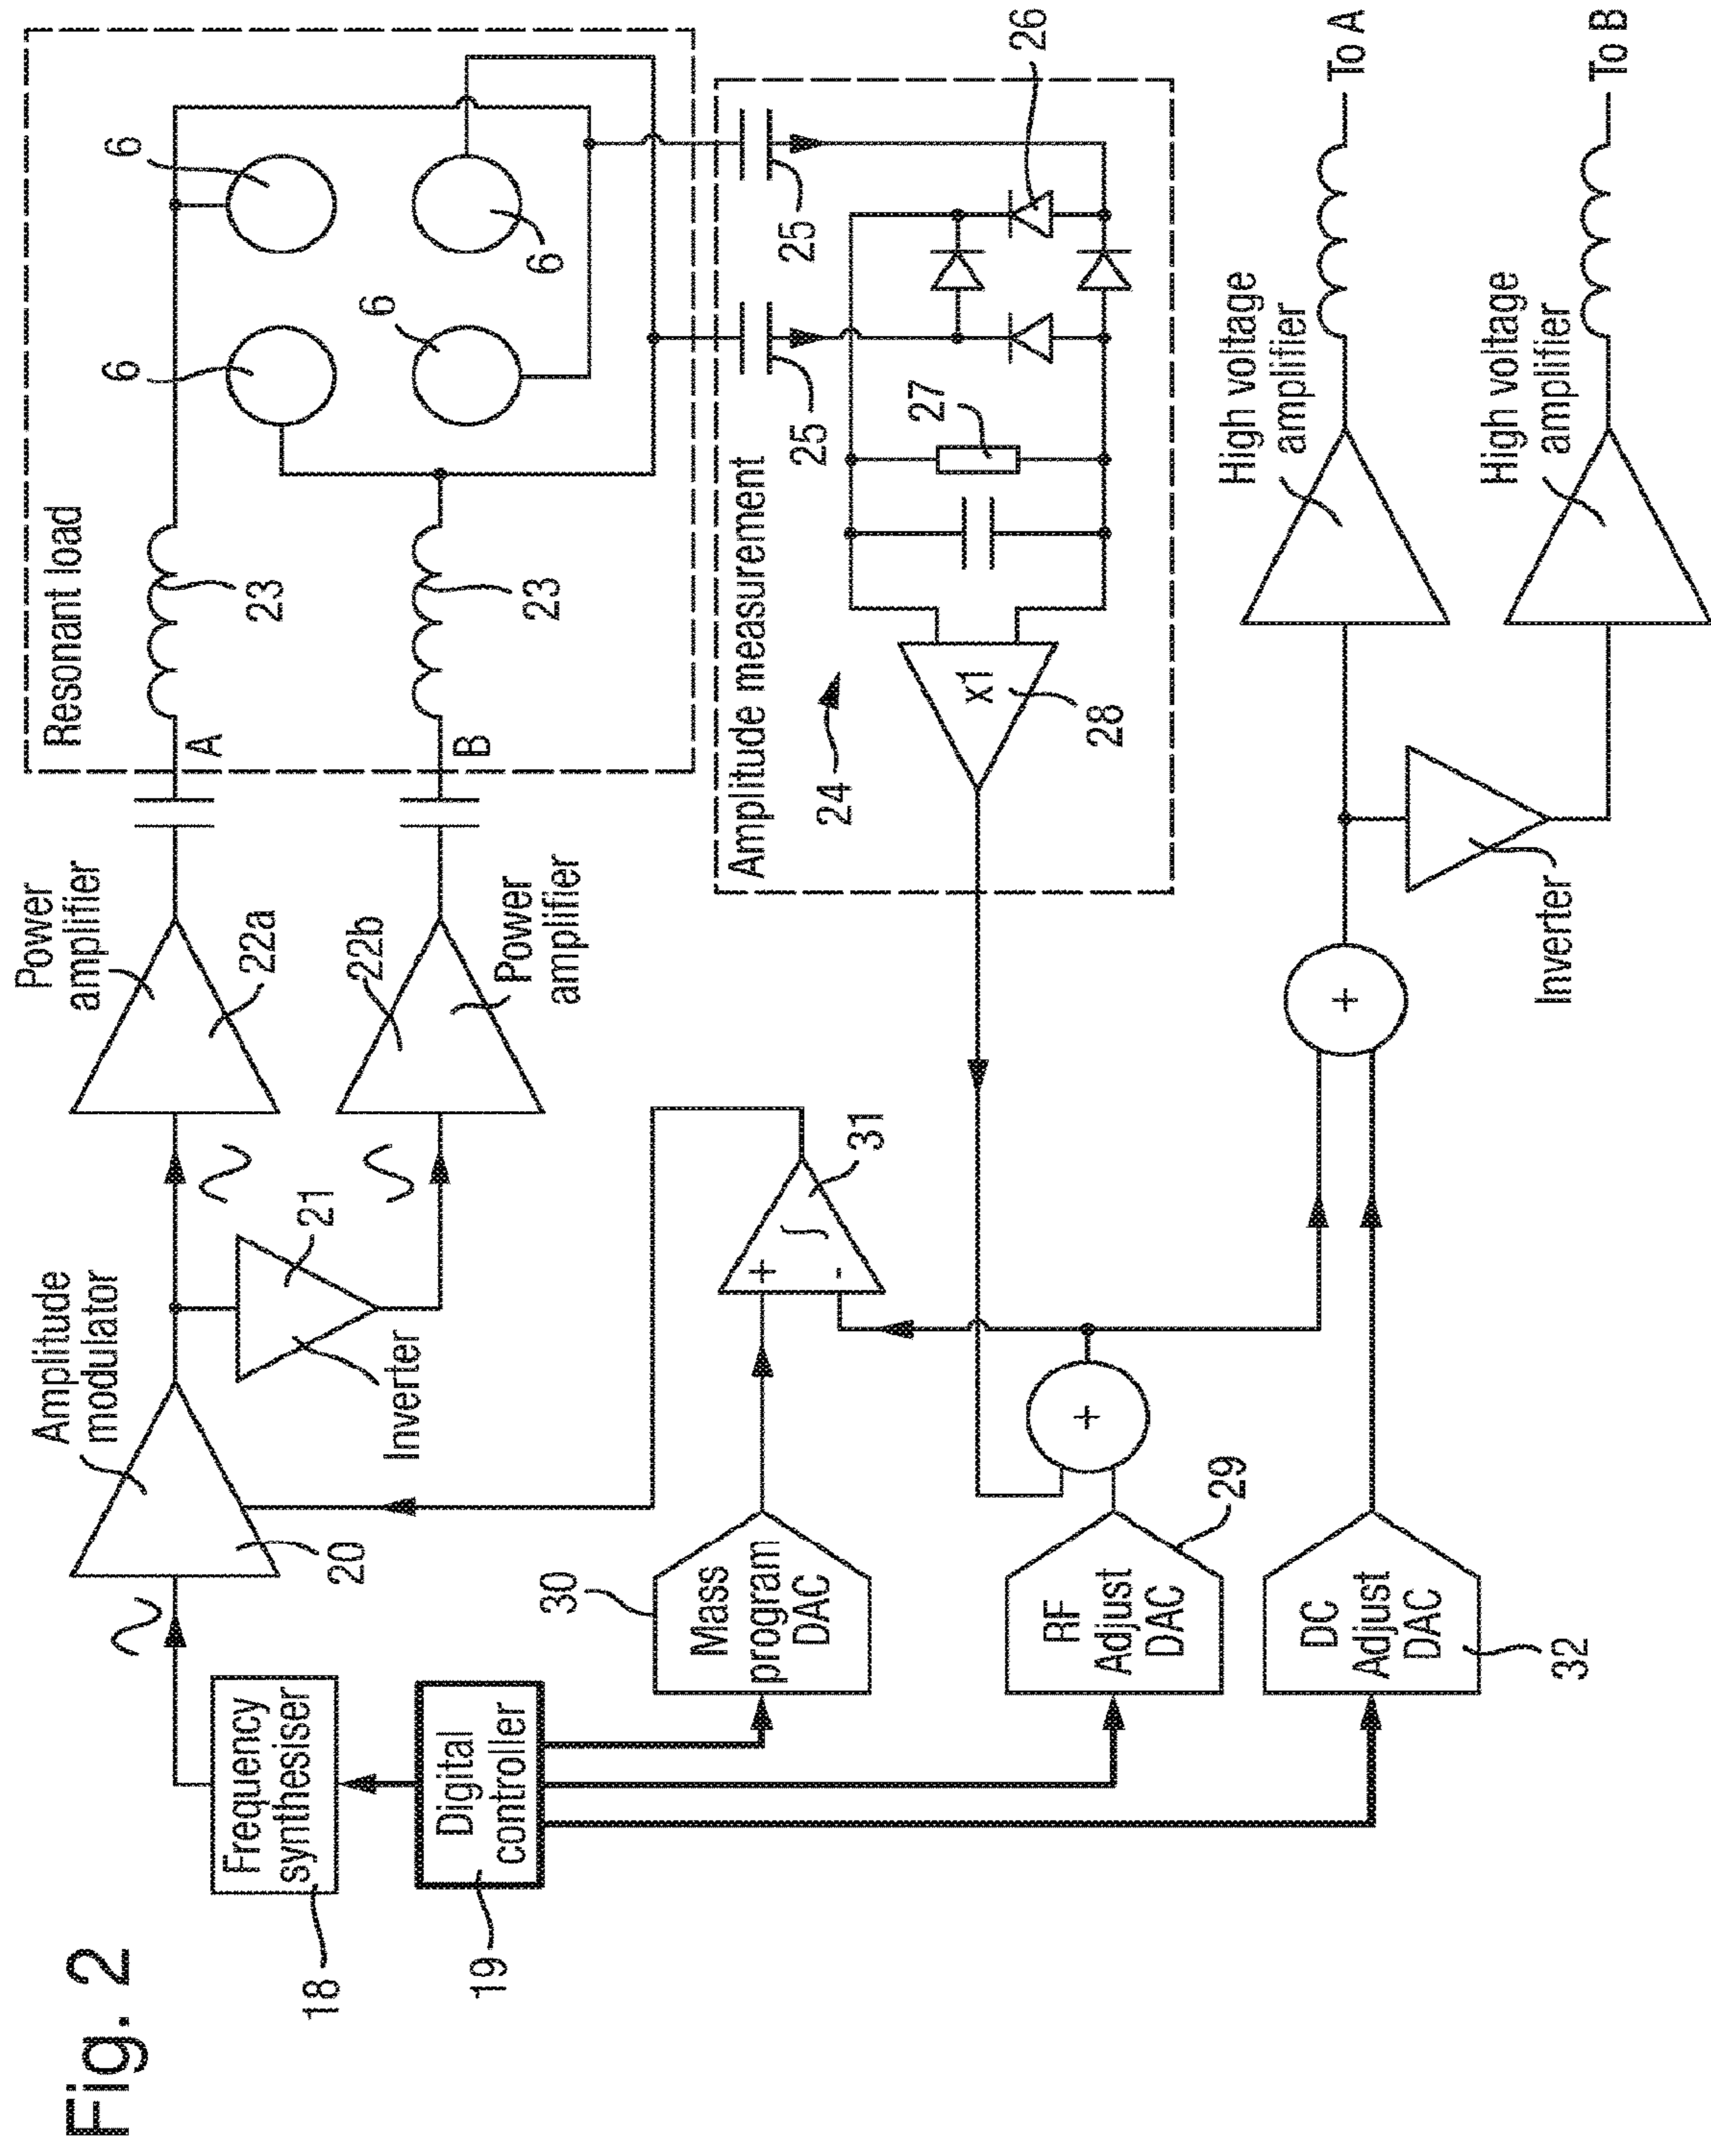 Fig. 2
Resonant load
6
6
6
6
23
23
A
B
Power
amplifier
22a
22b
Power
amplifier
Amplitude
modulator
20
21
Inverter
Frequency
synthesiser
18
Digital
controller
19
Amplitude measurement
24
25
25
26
27
x1
28
31
+
-
∫
30
Mass
program
DAC
+
RF
Adjust
DAC
29
DC
Adjust
DAC
32
+
Inverter
High voltage
amplifier
To A
High voltage
amplifier
To B